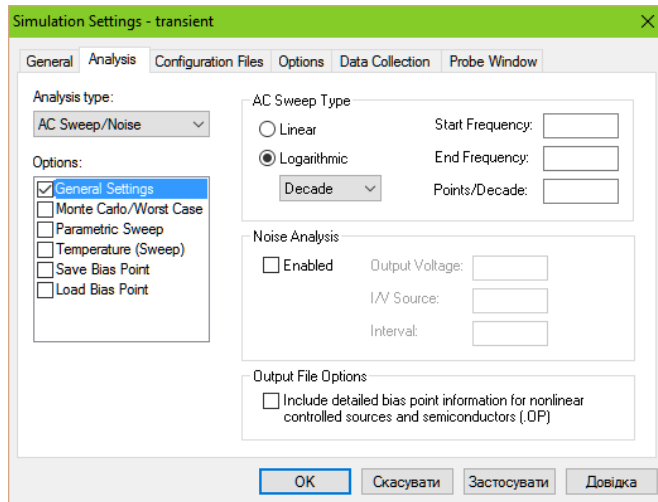 Simulation Settings - transient
General Analysis Configuration Files Options Data Collection Probe Window
Analysis type:
AC Sweep/Noise
Options:
General Settings
Monte Carlo/Worst Case
Parametric Sweep
Temperature (Sweep)
Save Bias Point
Load Bias Point
AC Sweep Type
Linear
Logarithmic
Decade
Start Frequency:
End Frequency:
Points/Decade:
Noise Analysis
Enabled
Output Voltage:
I/V Source:
Interval:
Output File Options
Include detailed bias point information for nonlinear
controlled sources and semiconductors (.OP)
OK Скасувати Застосувати Довідка